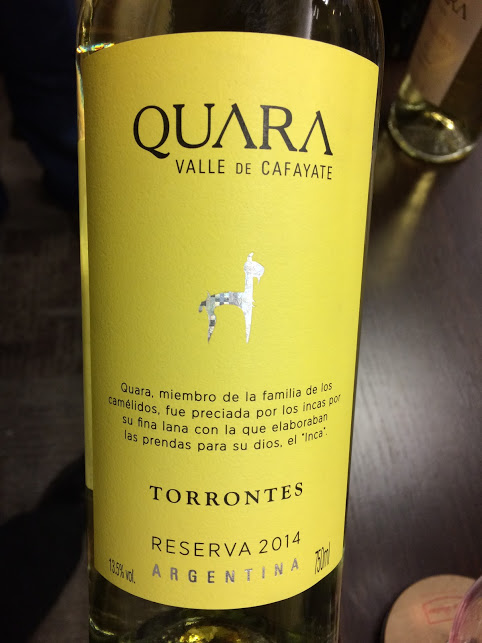 QUARA
VALLE DE CAFAYATE
Quara, miembro de la familia de los
camélidos, fue preciada por los incas por
su fina lana con la que elaboraban
las prendas para su dios, el "Inca".
TORRONTES
RESERVA 2014
13,5% vol.
ARGENTINA
750ml
UARA